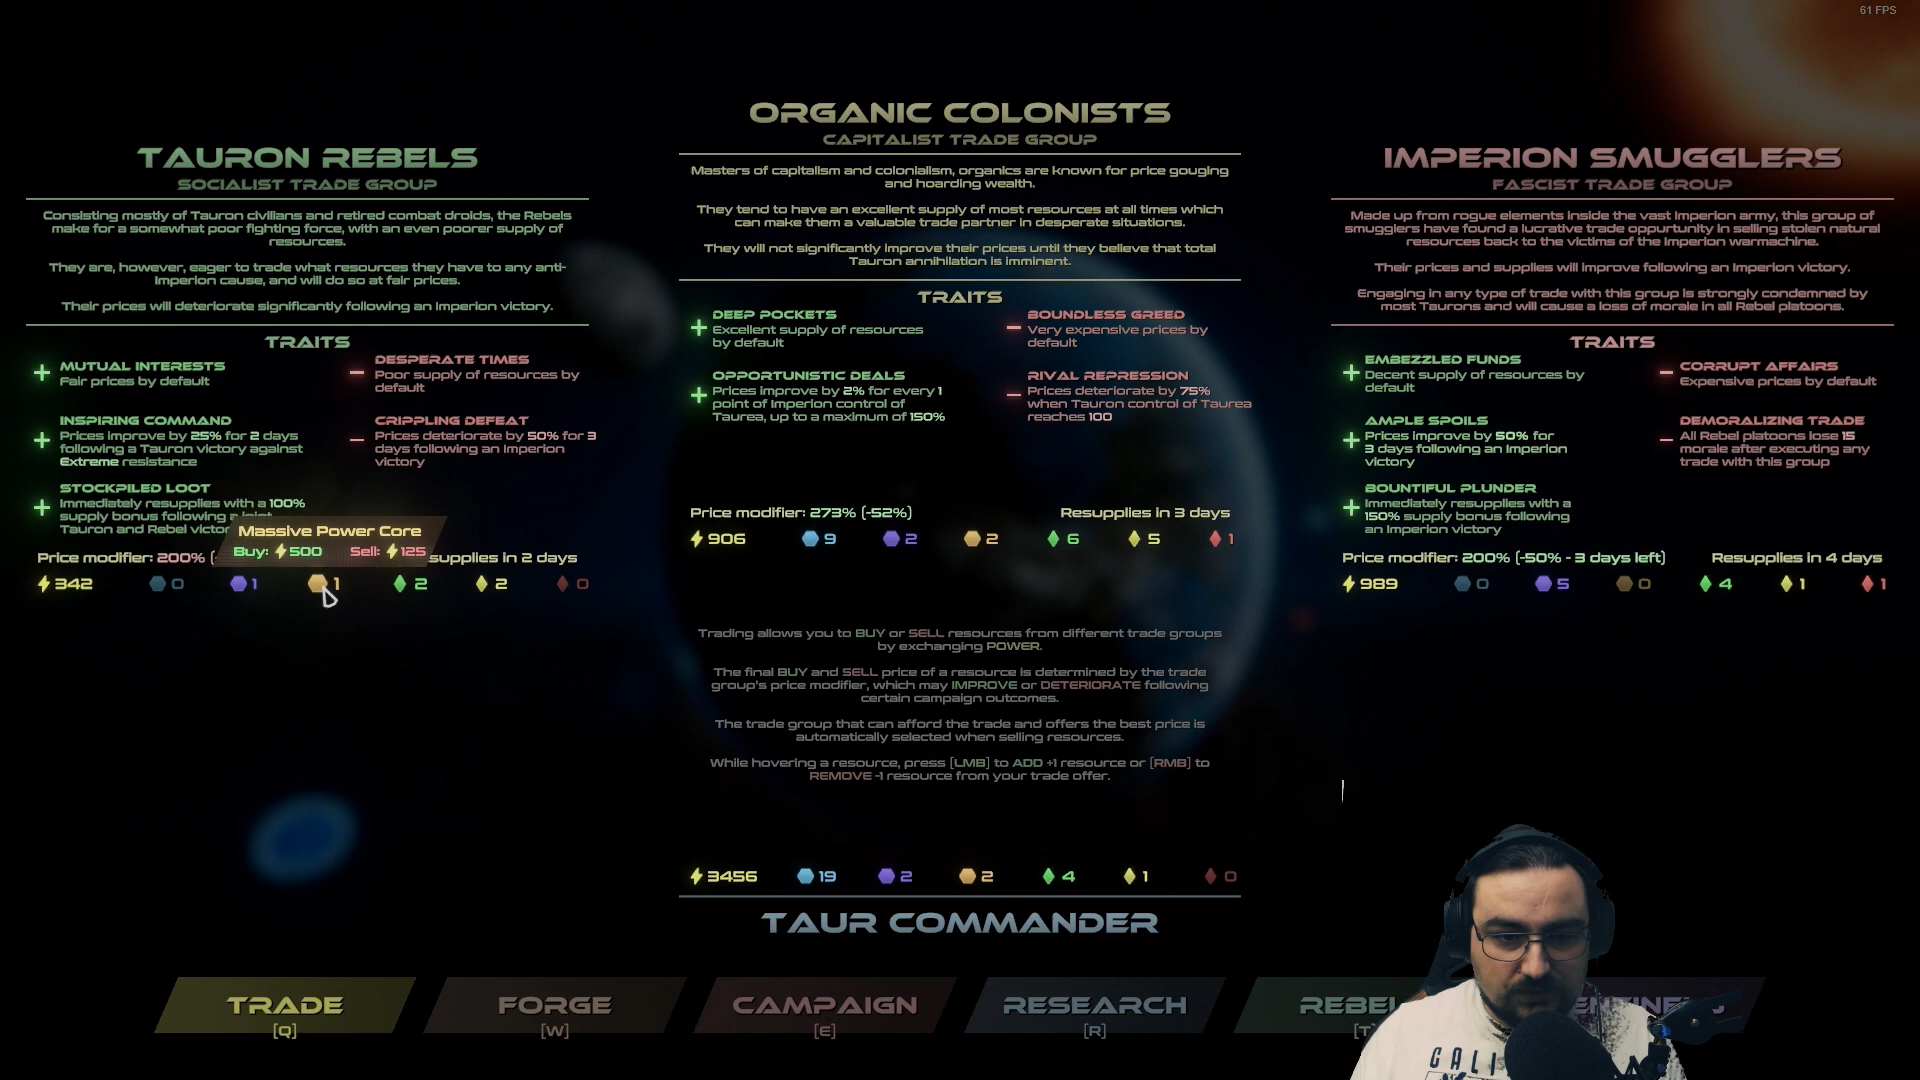 61 FPS
TAURON REBELS
SOCIALIST TRADE GROUP
Consisting mostly of Tauron civilians and retired combat droids, the Rebels
make for a somewhat poor fighting force, with an even poorer supply of
resources.
They are, however, eager to trade what resources they have to any anti-
Imperion cause, and will do so at fair prices.
Their prices will deteriorate significantly following an Imperion victory.
TRAITS
+ MUTUAL INTERESTS
Fair prices by default
+ INSPIRING COMMAND
Prices improve by 25% for 2 days
following a Tauron victory against
Extreme resistance
+ STOCKPILED LOOT
Immediately resupplies with a 100%
supply bonus following a joint
Tauron and Rebel victor
− DESPERATE TIMES
Poor supply of resources by
default
− CRIPPLING DEFEAT
Prices deteriorate by 50% for 3
days following an Imperion
victory
Massive Power Core
Buy: 500 Sell: 125
Price modifier: 200% (- supplies in 2 days
342 0 1 1 2 2 0
ORGANIC COLONISTS
CAPITALIST TRADE GROUP
Masters of capitalism and colonialism, organics are known for price gouging
and hoarding wealth.
They tend to have an excellent supply of most resources at all times which
can make them a valuable trade partner in desperate situations.
They will not significantly improve their prices until they believe that total
Tauron annihilation is imminent.
TRAITS
+ DEEP POCKETS
Excellent supply of resources
by default
+ OPPORTUNISTIC DEALS
Prices improve by 2% for every 1
point of Imperion control of
Taurea, up to a maximum of 150%
− BOUNDLESS GREED
Very expensive prices by
default
− RIVAL REPRESSION
Prices deteriorate by 75%
when Tauron control of Taurea
reaches 100
Price modifier: 273% (-52%) Resupplies in 3 days
906 9 2 2 6 5 1
IMPERION SMUGGLERS
FASCIST TRADE GROUP
Made up from rogue elements inside the vast Imperion army, this group of
smugglers have found a lucrative trade opportunity in selling stolen natural
resources back to the victims of the Imperion warmachine.
Their prices and supplies will improve following an Imperion victory.
Engaging in any type of trade with this group is strongly condemned by
most Taurons and will cause a loss of morale in all Rebel platoons.
TRAITS
+ EMBEZZLED FUNDS
Decent supply of resources by
default
+ AMPLE SPOILS
Prices improve by 50% for
3 days following an Imperion
victory
+ BOUNTIFUL PLUNDER
Immediately resupplies with a
150% supply bonus following
an Imperion victory
− CORRUPT AFFAIRS
Expensive prices by default
− DEMORALIZING TRADE
All Rebel platoons lose 15
morale after executing any
trade with this group
Price modifier: 200% (-50% - 3 days left) Resupplies in 4 days
989 0 5 0 4 1 1
Trading allows you to BUY or SELL resources from different trade groups
by exchanging POWER.
The final BUY and SELL price of a resource is determined by the trade
group's price modifier, which may IMPROVE or DETERIORATE following
certain campaign outcomes.
The trade group that can afford the trade and offers the best price is
automatically selected when selling resources.
While hovering a resource, press [LMB] to ADD +1 resource or [RMB] to
REMOVE -1 resource from your trade offer.
3456 19 2 2 4 1 0
TAUR COMMANDER
TRADE
[Q]
FORGE
[W]
CAMPAIGN
[E]
RESEARCH
[R]
REBEL
[T]
CALI